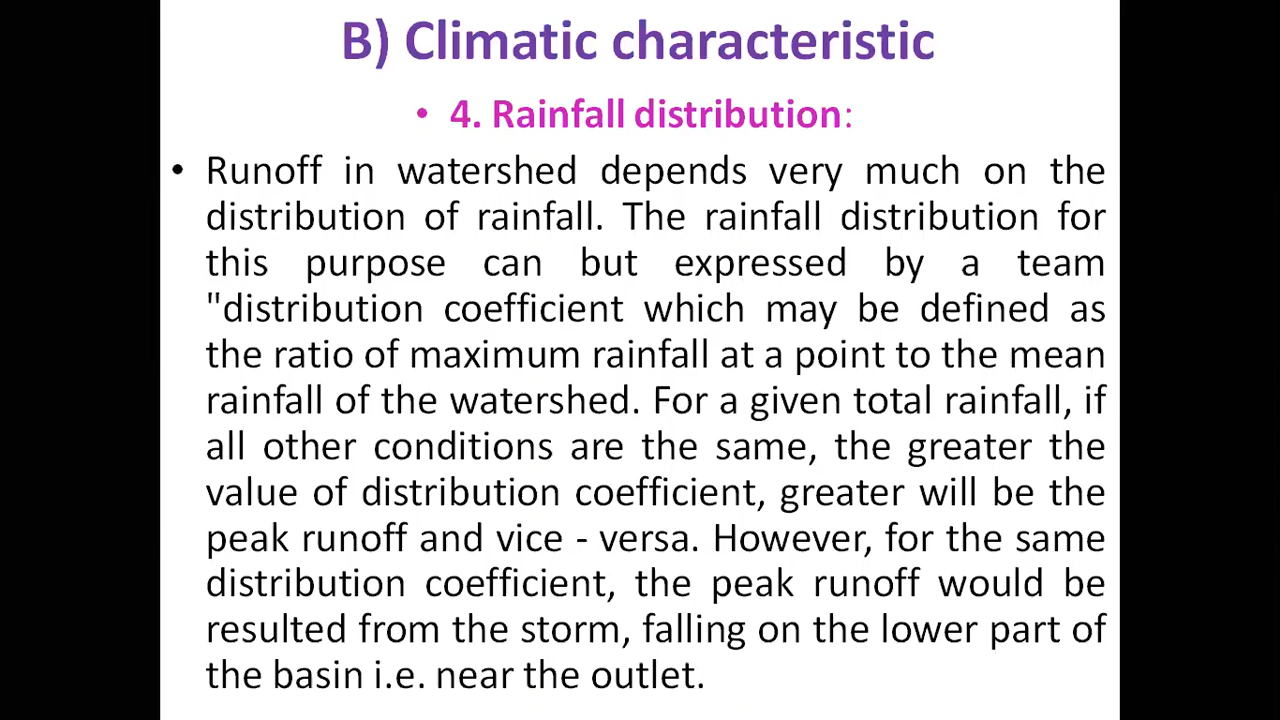 B) Climatic characteristic
• 4. Rainfall distribution:
• Runoff in watershed depends very much on the
distribution of rainfall. The rainfall distribution for
this purpose can but expressed by a team
"distribution coefficient which may be defined as
the ratio of maximum rainfall at a point to the mean
rainfall of the watershed. For a given total rainfall, if
all other conditions are the same, the greater the
value of distribution coefficient, greater will be the
peak runoff and vice - versa. However, for the same
distribution coefficient, the peak runoff would be
resulted from the storm, falling on the lower part of
the basin i.e. near the outlet.